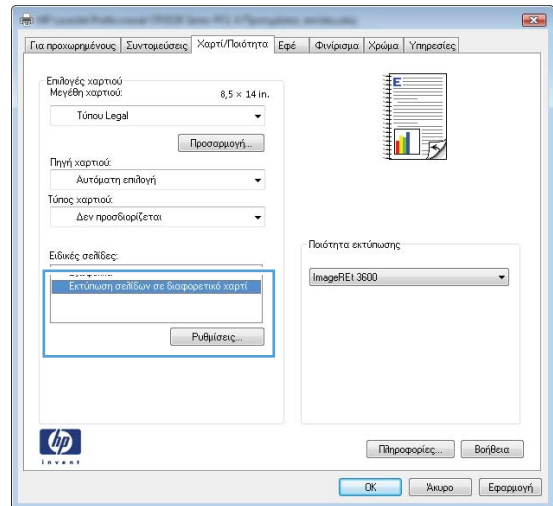 Για προχωρημένους Συντομεύσεις Χαρτί/Ποιότητα Εφέ Φινίρισμα Χρώμα Υπηρεσίες
Επιλογές χαρτιού
Μεγέθη χαρτιού: 8,5 × 14 in.
Τύπου Legal
Προσαρμογή...
Πηγή χαρτιού:
Αυτόματη επιλογή
Τύπος χαρτιού:
Δεν προσδιορίζεται
Ειδικές σελίδες:
Εκτύπωση σελίδων σε διαφορετικό χαρτί
Ρυθμίσεις...
E
Ποιότητα εκτύπωσης
ImageREt 3600
hp
invent
Πληροφορίες... Βοήθεια
OK Άκυρο Εφαρμογή